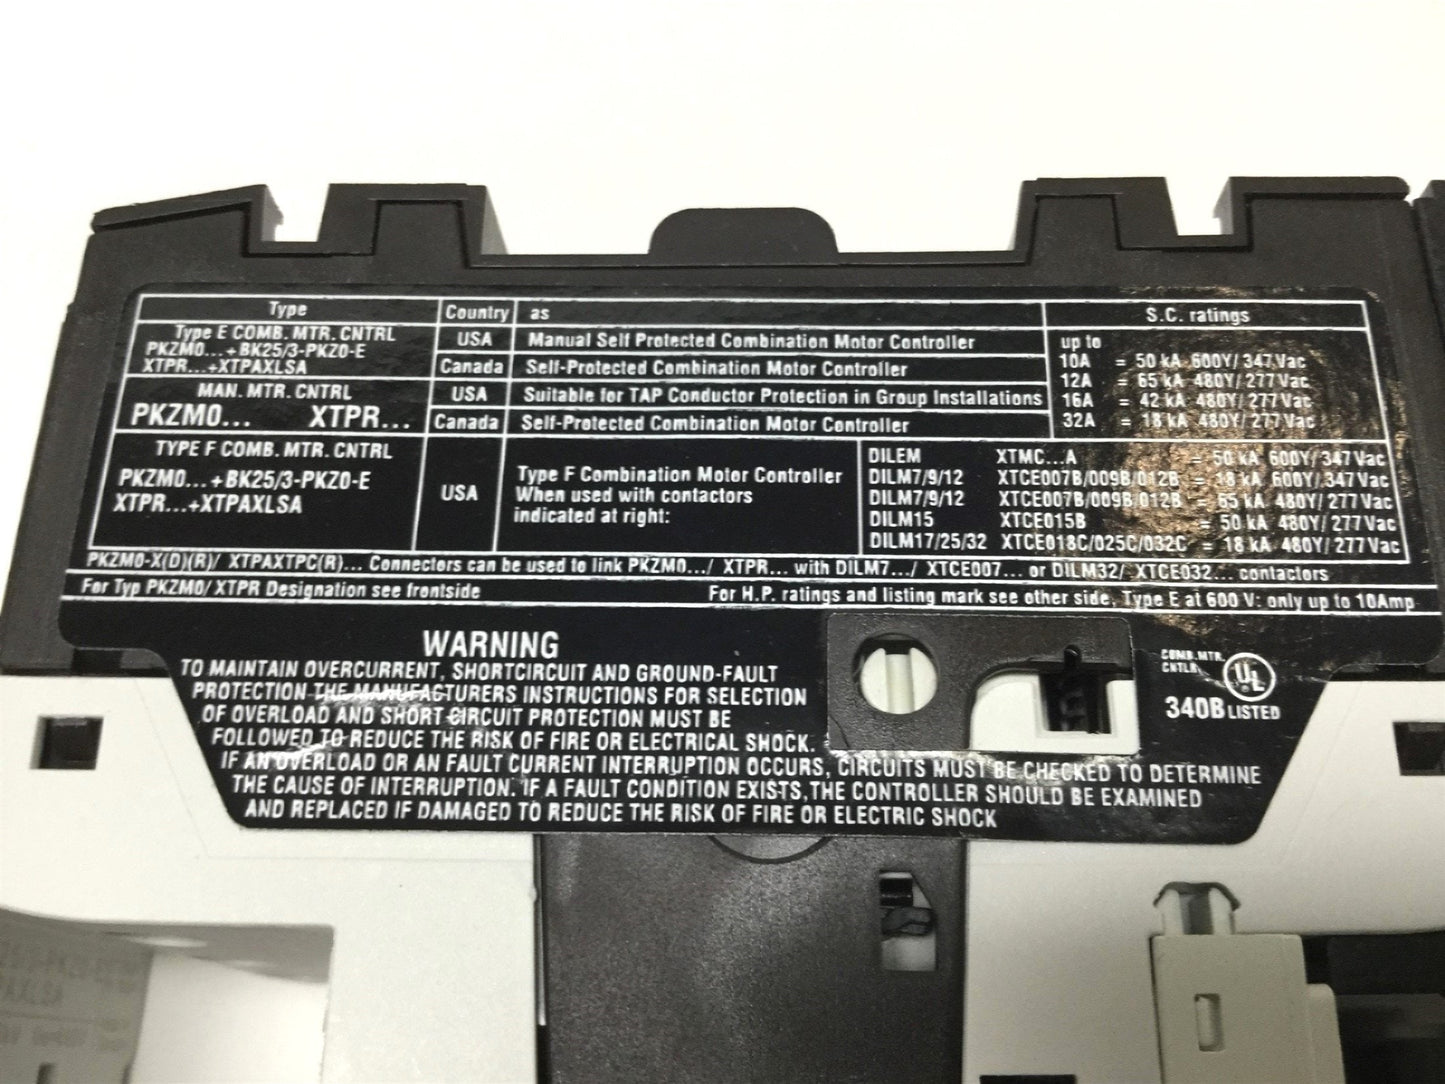 Type Country as S.C. ratings
Type E COMB. MTR. CNTRL
PKZM0...+BK25/3-PKZ0-E
XTPR...+XTPAXLSA
USA Manual Self Protected Combination Motor Controller
Canada Self-Protected Combination Motor Controller
MAN. MTR. CNTRL
PKZM0... XTPR...
USA Suitable for TAP Conductor Protection in Group Installations
Canada Self-Protected Combination Motor Controller
up to
10A = 50 kA 600Y/347Vac
12A = 65 kA 480Y/277Vac
16A = 42 kA 480Y/277Vac
32A = 18 kA 480Y/277Vac
TYPE F COMB. MTR. CNTRL
PKZM0...+BK25/3-PKZ0-E
XTPR...+XTPAXLSA
USA
Type F Combination Motor Controller
When used with contactors
indicated at right:
DILEM XTMC...A = 50 kA 600Y/347Vac
DILM7/9/12 XTCE007B/009B/012B = 18 kA 600Y/347Vac
DILM7/9/12 XTCE007B/009B/012B = 65 kA 480Y/277Vac
DILM15 XTCE015B = 50 kA 480Y/277Vac
DILM17/25/32 XTCE018C/025C/032C = 18 kA 480Y/277Vac
PKZM0-X(D)(R)/ XTPAXTPC(R)... Connectors can be used to link PKZM0.../ XTPR... with DILM7.../ XTCE007... or DILM32/ XTCE032... contactors
For Typ PKZM0/ XTPR Designation see frontside For H.P. ratings and listing mark see other side, Type E at 600 V: only up to 10Amp
WARNING
TO MAINTAIN OVERCURRENT, SHORTCIRCUIT AND GROUND-FAULT
PROTECTION THE MANUFACTURERS INSTRUCTIONS FOR SELECTION
OF OVERLOAD AND SHORT CIRCUIT PROTECTION MUST BE
FOLLOWED TO REDUCE THE RISK OF FIRE OR ELECTRICAL SHOCK.
IF AN OVERLOAD OR AN FAULT CURRENT INTERRUPTION OCCURS, CIRCUITS MUST BE CHECKED TO DETERMINE
THE CAUSE OF INTERRUPTION. IF A FAULT CONDITION EXISTS, THE CONTROLLER SHOULD BE EXAMINED
AND REPLACED IF DAMAGED TO REDUCE THE RISK OF FIRE OR ELECTRIC SHOCK
COMB. MTR.
CNTLR
UL
340B LISTED